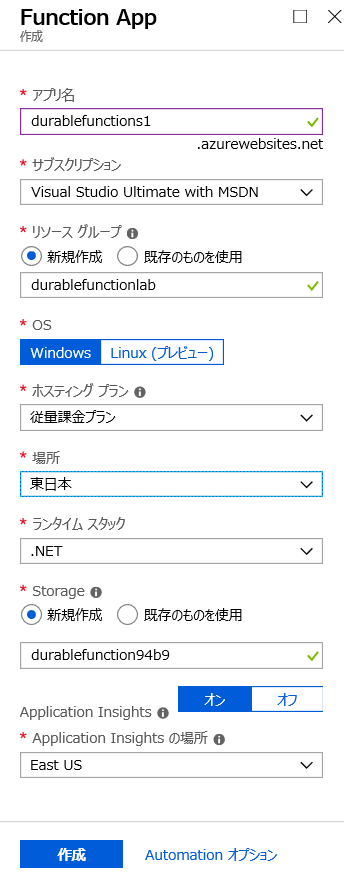 Function App
作成
* アプリ名
durablefunctions1
.azurewebsites.net
* サブスクリプション
Visual Studio Ultimate with MSDN
* リソース グループ
新規作成 既存のものを使用
durablefunctionlab
* OS
Windows Linux (プレビュー)
* ホスティング プラン
従量課金プラン
* 場所
東日本
* ランタイム スタック
.NET
* Storage
新規作成 既存のものを使用
durablefunction94b9
Application Insights オン オフ
* Application Insights の場所
East US
作成 Automation オプション